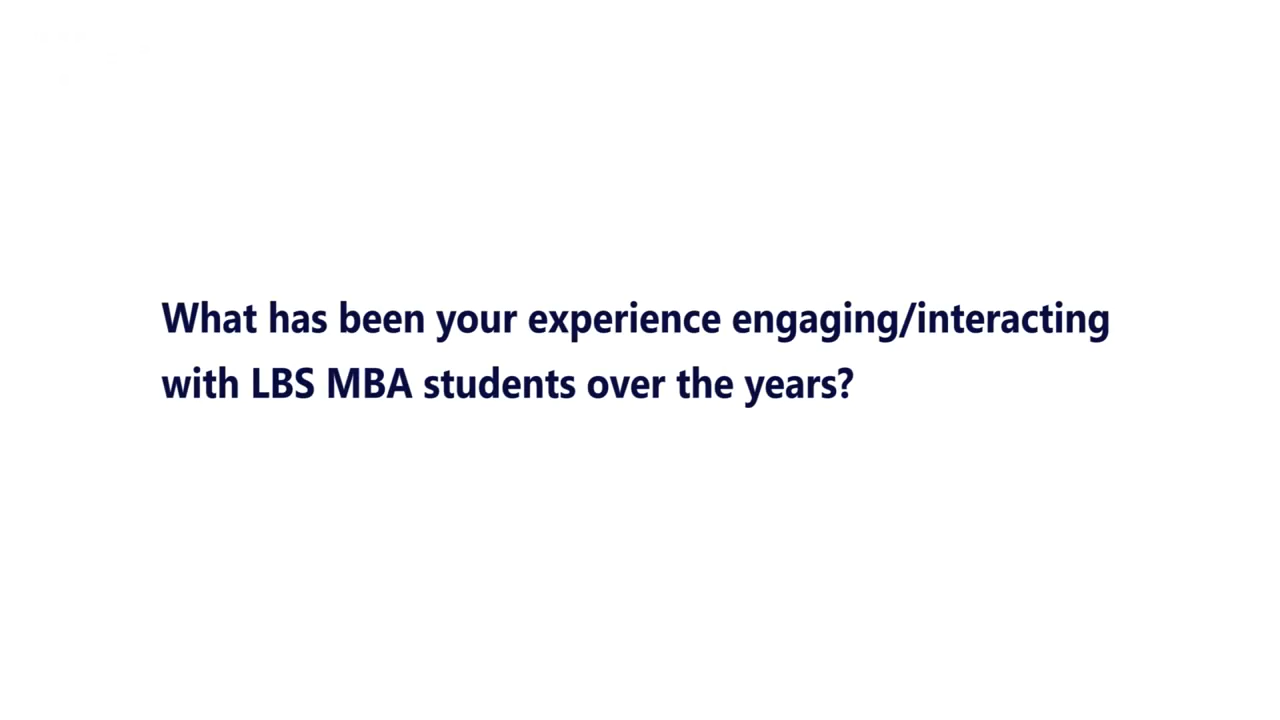 What has been your experience engaging/interacting
with LBS MBA students over the years?